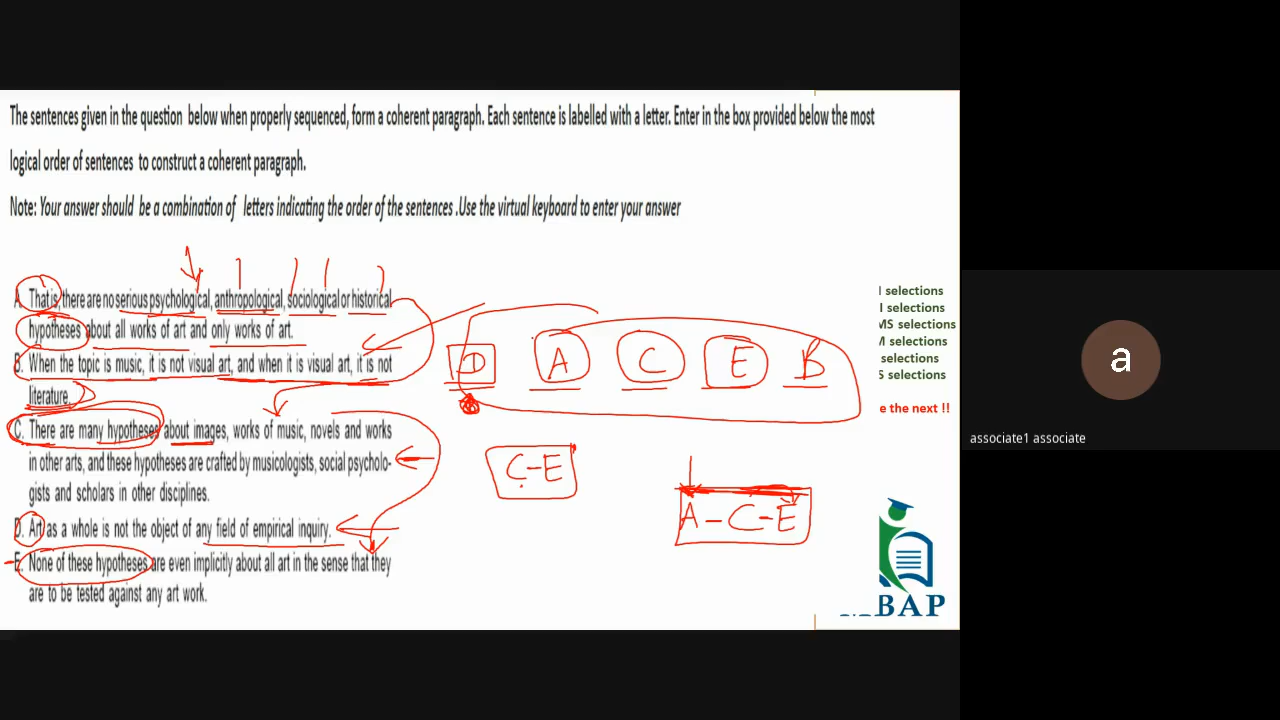 The sentences given in the question below when properly sequenced, form a coherent paragraph. Each sentence is labelled with a letter. Enter in the box provided below the most
logical order of sentences to construct a coherent paragraph.
Note: Your answer should be a combination of letters indicating the order of the sentences .Use the virtual keyboard to enter your answer
A. That is, there are no serious psychological, anthropological, sociological or historical
hypotheses about all works of art and only works of art.
B. When the topic is music, it is not visual art, and when it is visual art, it is not
literature.
C. There are many hypotheses about images, works of music, novels and works
in other arts, and these hypotheses are crafted by musicologists, social psycholo-
gists and scholars in other disciplines.
D. Art as a whole is not the object of any field of empirical inquiry.
E. None of these hypotheses are even implicitly about all art in the sense that they
are to be tested against any art work.
D A C E B
C-E
A-C-E
selections
selections
MS selections
selections
selections
selections
e the next !!
BAP
a
associate1 associate